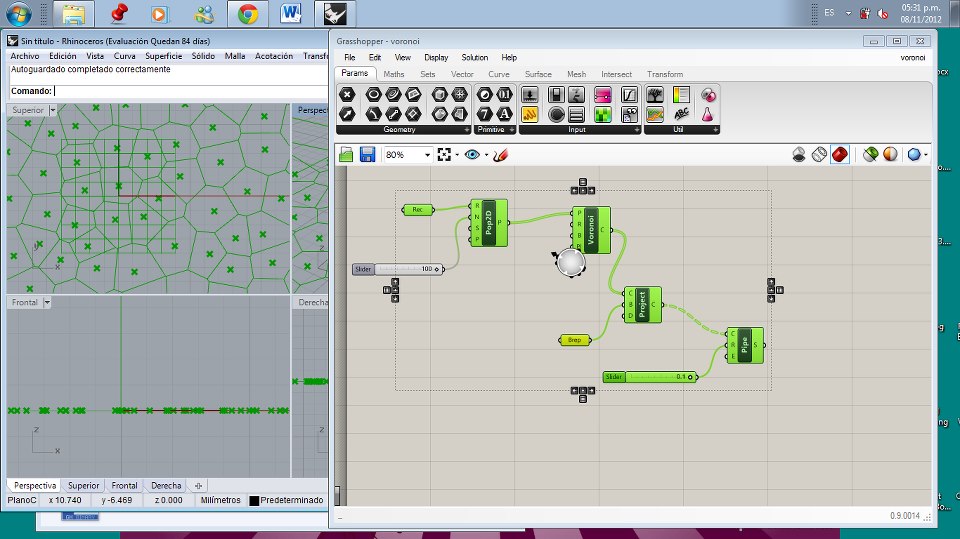 ES
05:31 p.m.
08/11/2012
Sin título - Rhinoceros (Evaluación Quedan 84 días)
Archivo Edición Vista Curva Superficie Sólido Malla Acotación Transfo
Autoguardado completado correctamente
Comando:
Superior
Perspecti
Frontal
Derecha
Perspectiva Superior Frontal Derecha
PlanoC x 10.740 y -6.469 z 0.000 Milímetros Predeterminado
Grasshopper - voronoi
File Edit View Display Solution Help voronoi
Params Maths Sets Vector Curve Surface Mesh Intersect Transform
Geometry Primitive Input Util
80%
Rec
R
N
S
P
Pop2D
P
Slider 100
P
R
B
Voronoi
C
C
B
D
Project
C
Brep
C
R
E
Pipe
S
Slider 0.1
0.9.0014
ocx